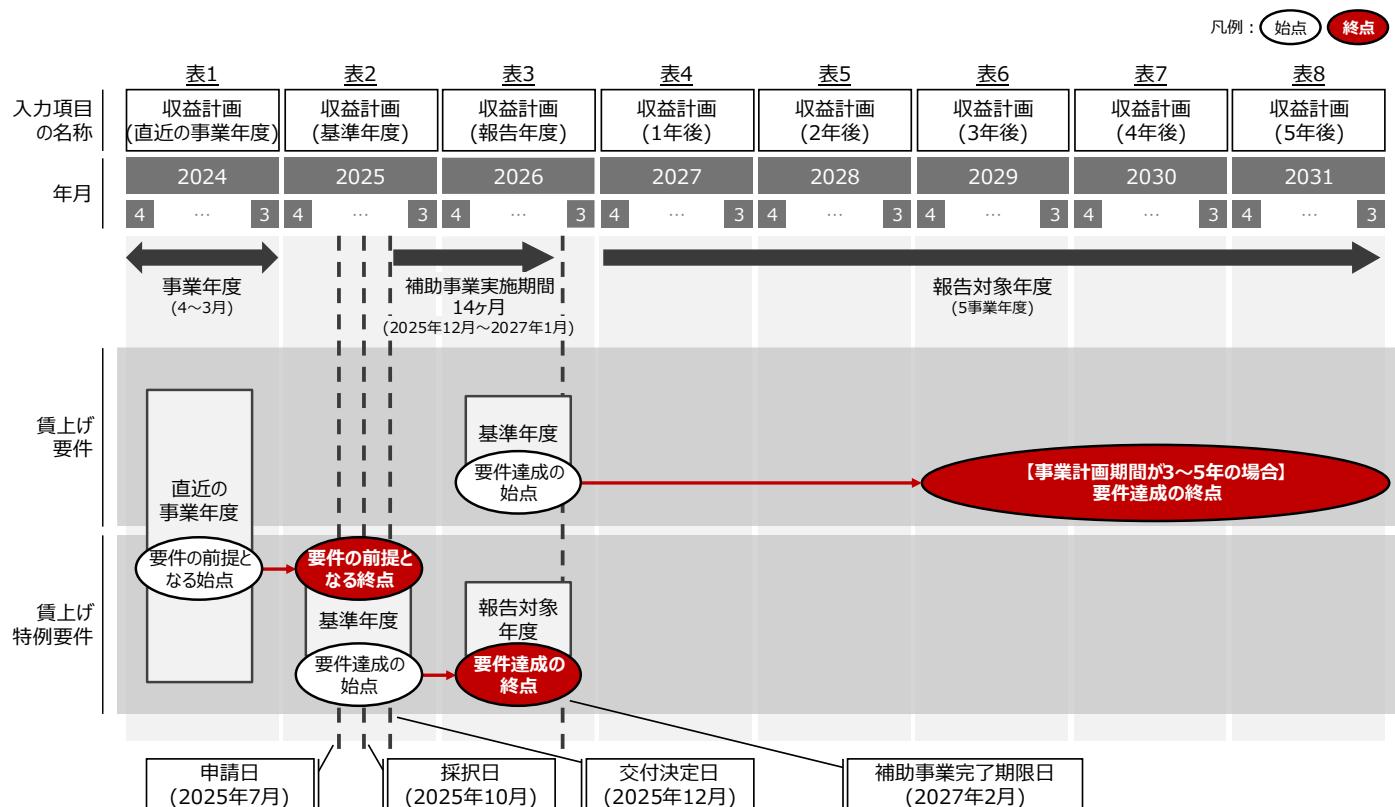 凡例：
始点
終点
表1
表2
表3
表4
表5
表6
表7
表8
入力項目
の名称
収益計画
(直近の事業年度)
収益計画
(基準年度)
収益計画
(報告年度)
収益計画
(1年後)
収益計画
(2年後)
収益計画
(3年後)
収益計画
(4年後)
収益計画
(5年後)
年月
2024
2025
2026
2027
2028
2029
2030
2031
4 … 3
4 … 3
4 … 3
4 … 3
4 … 3
4 … 3
4 … 3
4 … 3
事業年度
(4～3月)
補助事業実施期間
14ヶ月
(2025年12月～2027年1月)
報告対象年度
(5事業年度)
賃上げ
要件
直近の
事業年度
基準年度
要件達成の
始点
【事業計画期間が3～5年の場合】
要件達成の終点
賃上げ
特例要件
要件の前提と
なる始点
要件の前提と
なる終点
基準年度
要件達成の
始点
報告対象
年度
要件達成の
終点
申請日
(2025年7月)
採択日
(2025年10月)
交付決定日
(2025年12月)
補助事業完了期限日
(2027年2月)